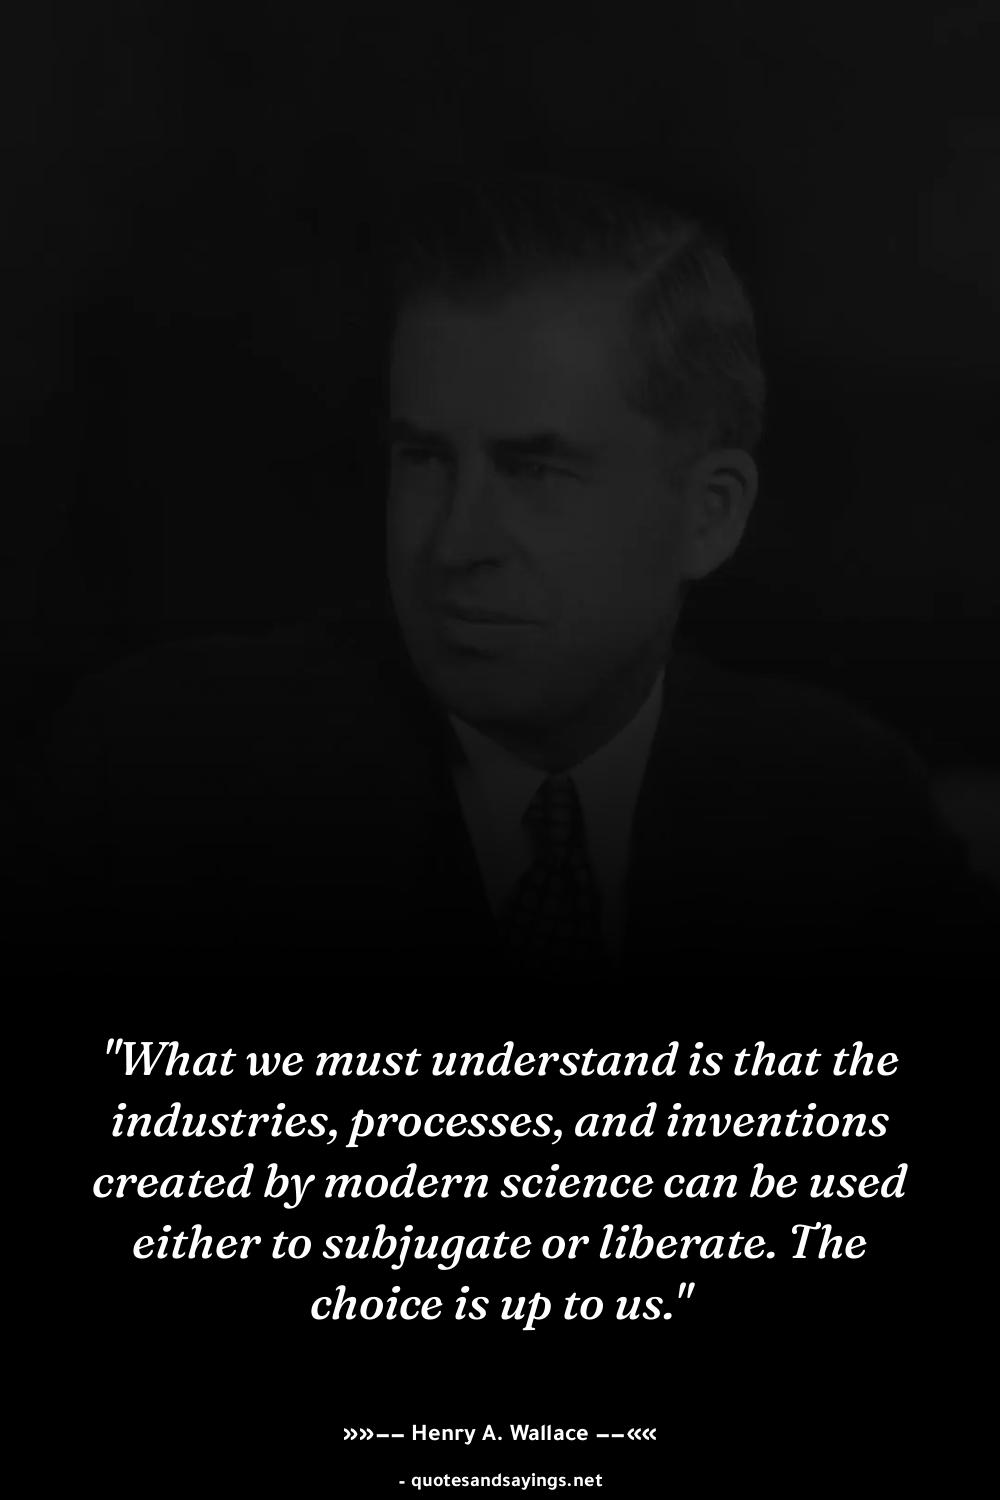 "What we must understand is that the
industries, processes, and inventions
created by modern science can be used
either to subjugate or liberate. The
choice is up to us."
»»−− Henry A. Wallace −−««
- quotesandsayings.net